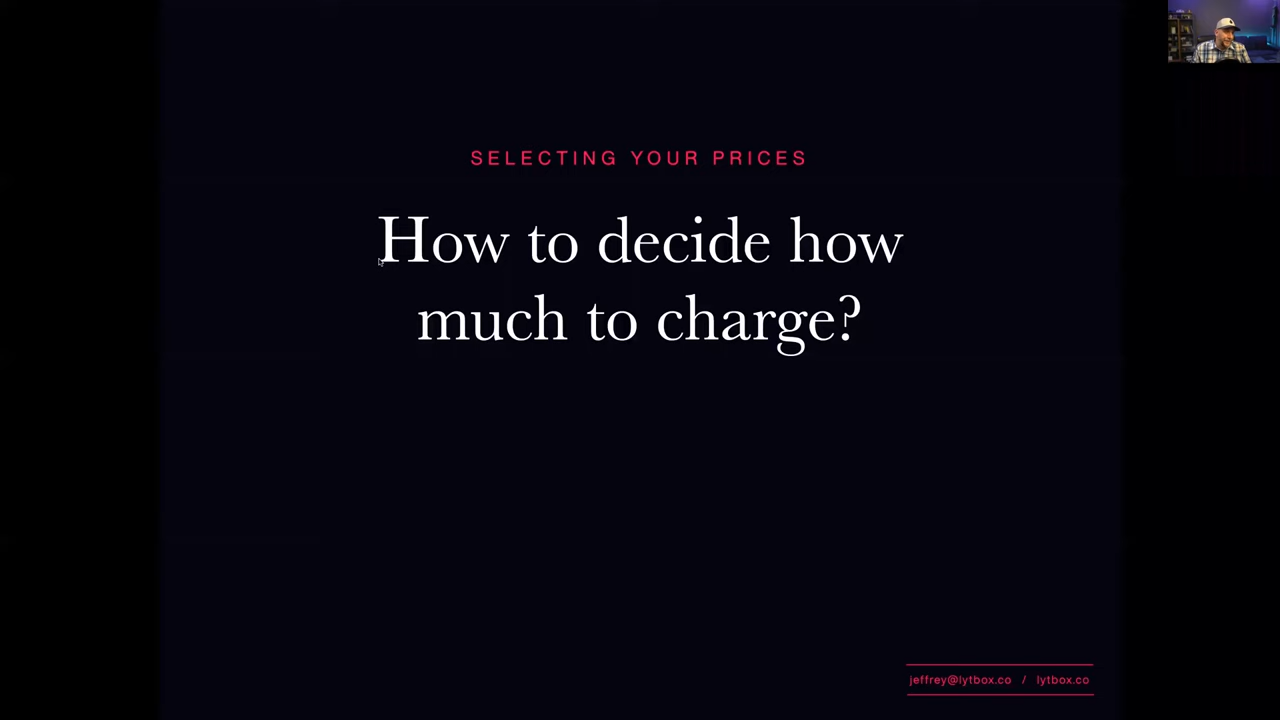 SELECTING YOUR PRICES
How to decide how
much to charge?
jeffrey@lytbox.co / lytbox.co